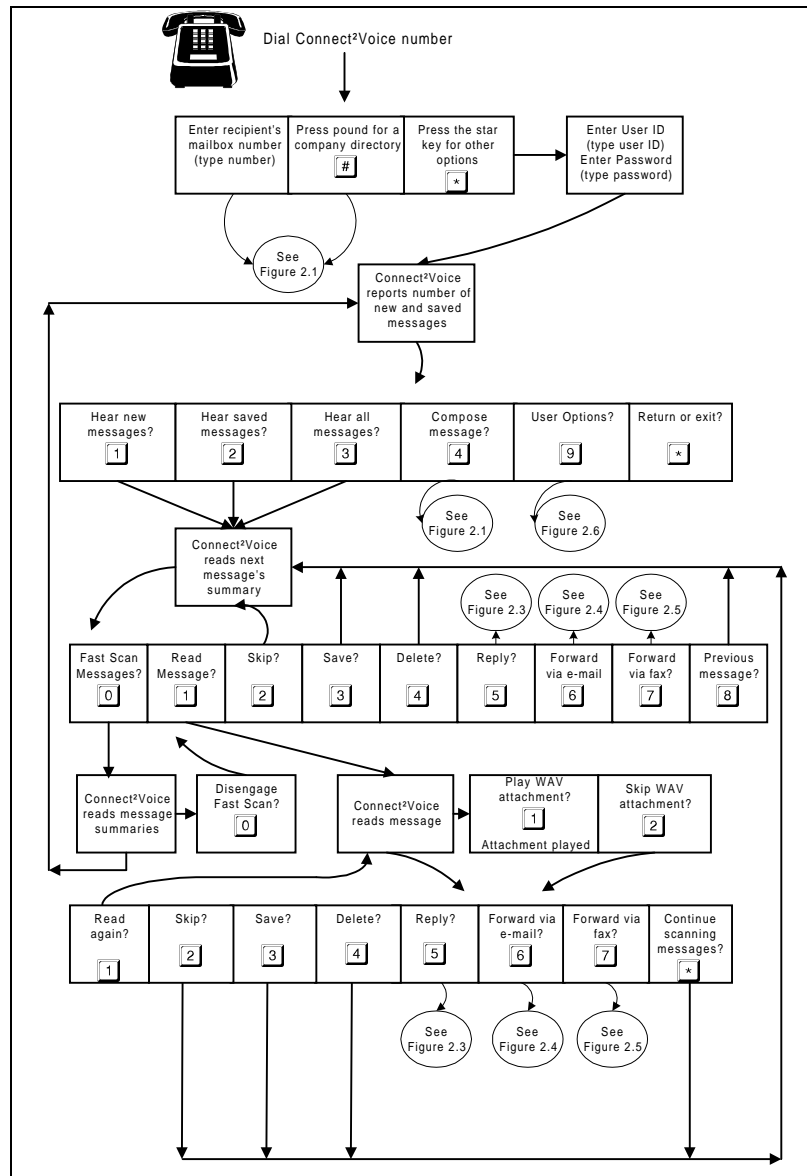 Dial Connect²Voice number
Enter recipient's
mailbox number
(type number)
Press pound for a
company directory
#
Press the star
key for other
options
*
Enter User ID
(type user ID)
Enter Password
(type password)
See
Figure 2.1
Connect²Voice
reports number of
new and saved
messages
Hear new
messages?
1
Hear saved
messages?
2
Hear all
messages?
3
Compose
message?
4
User Options?
9
Return or exit?
*
See
Figure 2.1
See
Figure 2.6
Connect²Voice
reads next
message's
summary
See
Figure 2.3
See
Figure 2.4
See
Figure 2.5
Fast Scan
Messages?
0
Read
Message?
1
Skip?
2
Save?
3
Delete?
4
Reply?
5
Forward
via e-mail
6
Forward
via fax?
7
Previous
message?
8
Connect²Voice
reads message
summaries
Disengage
Fast Scan?
0
Connect²Voice
reads message
Play WAV
attachment?
1
Attachment played
Skip WAV
attachment?
2
Read
again?
1
Skip?
2
Save?
3
Delete?
4
Reply?
5
Forward via
e-mail?
6
Forward via
fax?
7
Continue
scanning
messages?
*
See
Figure 2.3
See
Figure 2.4
See
Figure 2.5